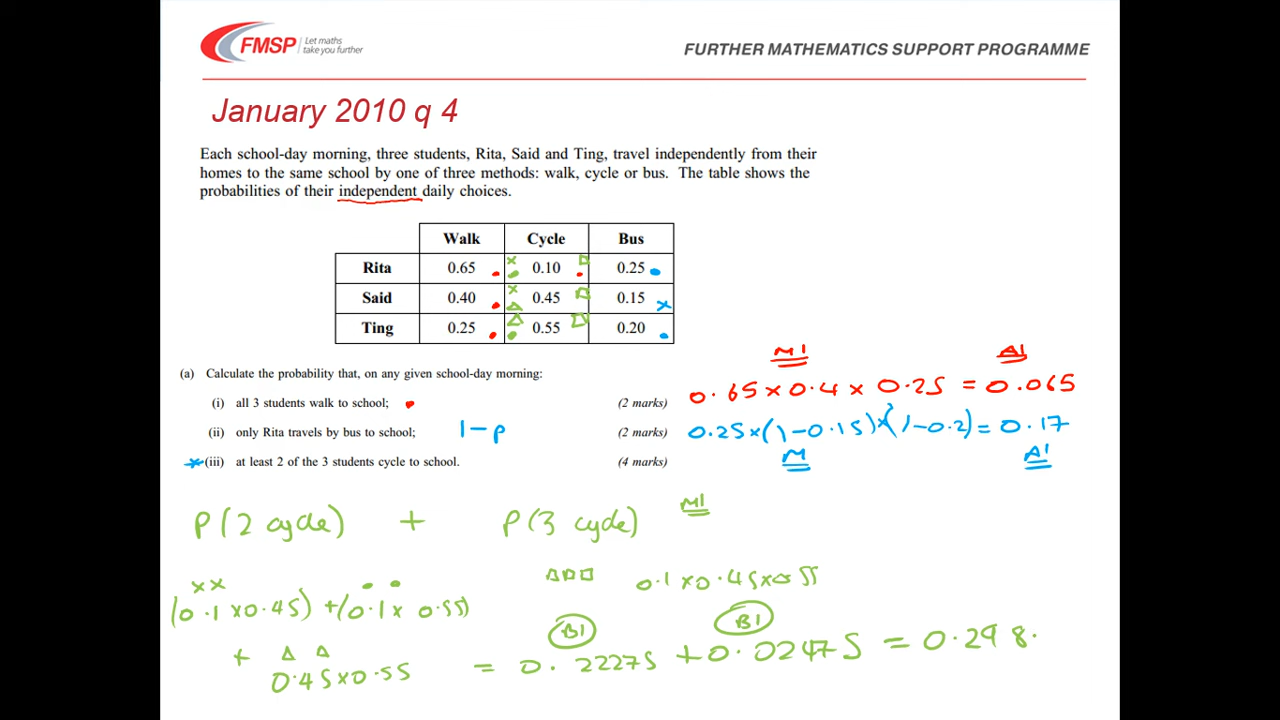 FMSP Let maths take you further
FURTHER MATHEMATICS SUPPORT PROGRAMME
January 2010 q 4
Each school-day morning, three students, Rita, Said and Ting, travel independently from their
homes to the same school by one of three methods: walk, cycle or bus. The table shows the
probabilities of their independent daily choices.
Walk Cycle Bus
Rita 0.65 0.10 0.25
Said 0.40 0.45 0.15
Ting 0.25 0.55 0.20
(a) Calculate the probability that, on any given school-day morning:
M1 A1
(i) all 3 students walk to school; (2 marks) 0.65 × 0.4 × 0.25 = 0.065
(ii) only Rita travels by bus to school; 1 - p (2 marks) 0.25×(1-0.15)×(1-0.2)= 0.17
M A1
(iii) at least 2 of the 3 students cycle to school. (4 marks)
P(2 cycle) + P(3 cycle) M1
(0.1 × 0.45) + (0.1 × 0.55) 0.1 × 0.45 × 0.55
B1 B1
+ 0.45 × 0.55 = 0.22275 + 0.02475 = 0.298.